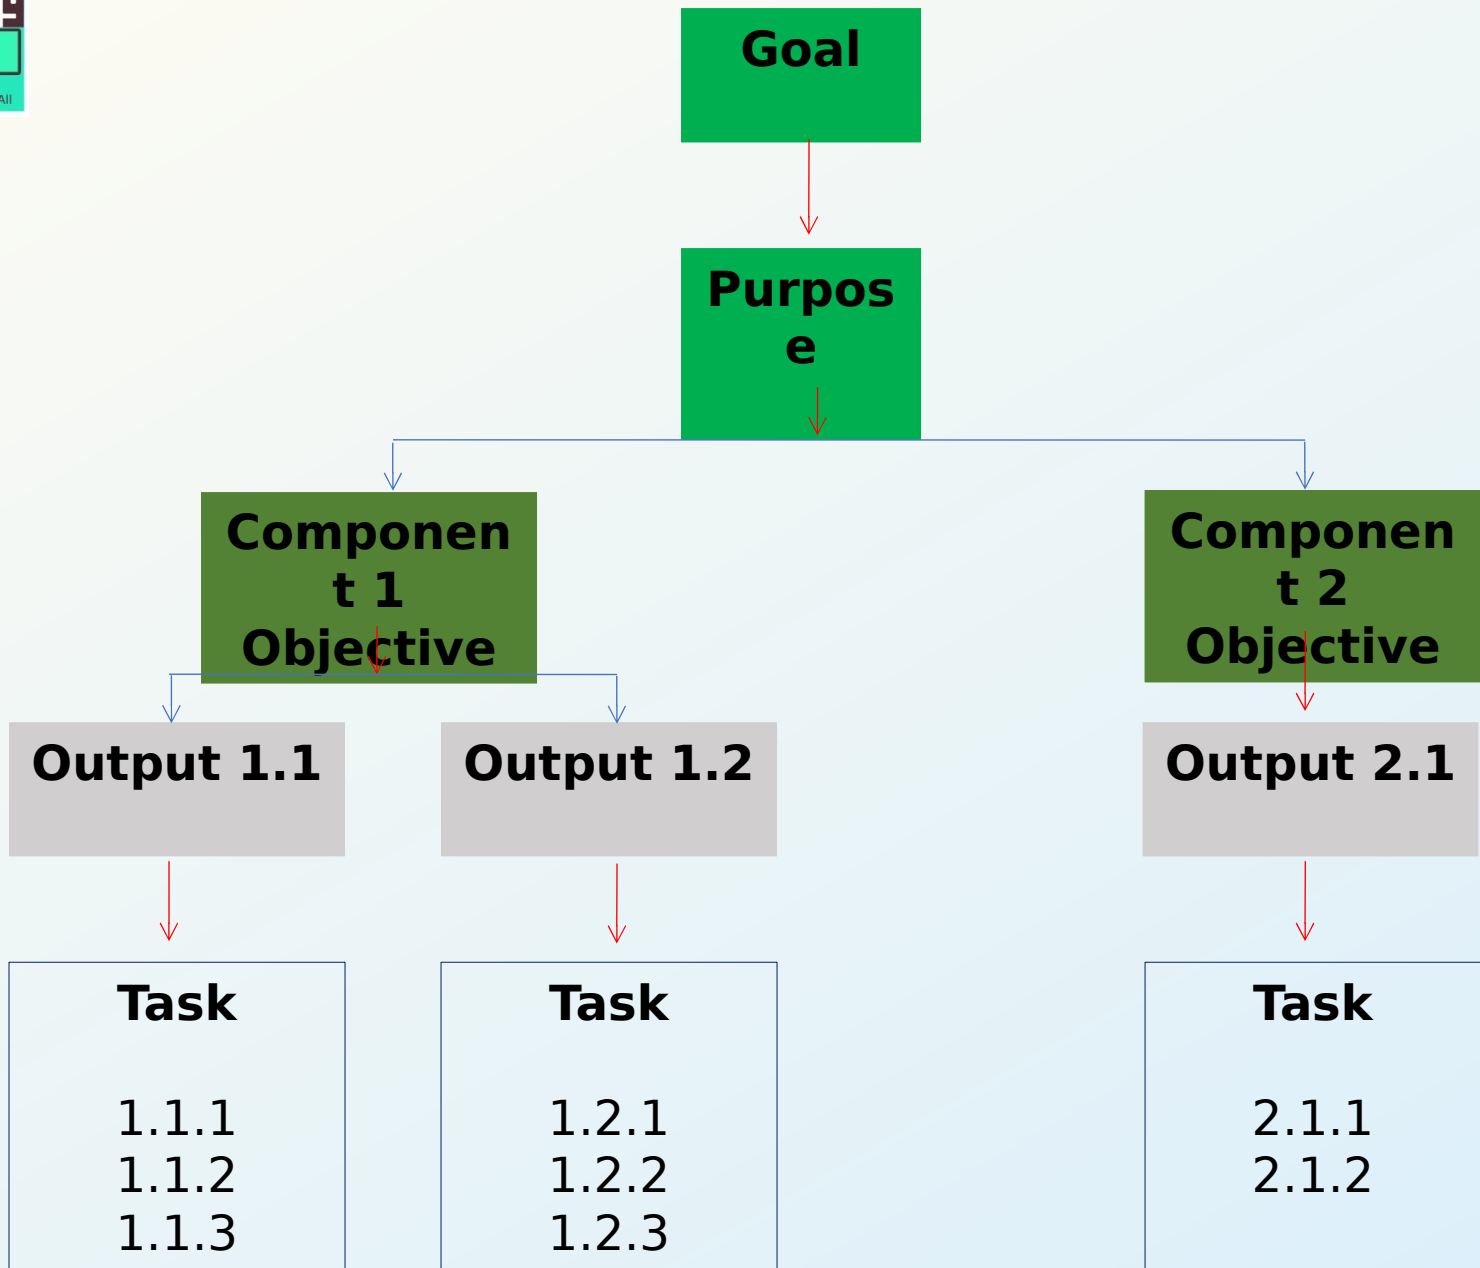 All
Goal
Purpos
e
Componen
t 1
Objective
Componen
t 2
Objective
Output 1.1
Output 1.2
Output 2.1
Task
1.1.1
1.1.2
1.1.3
Task
1.2.1
1.2.2
1.2.3
Task
2.1.1
2.1.2